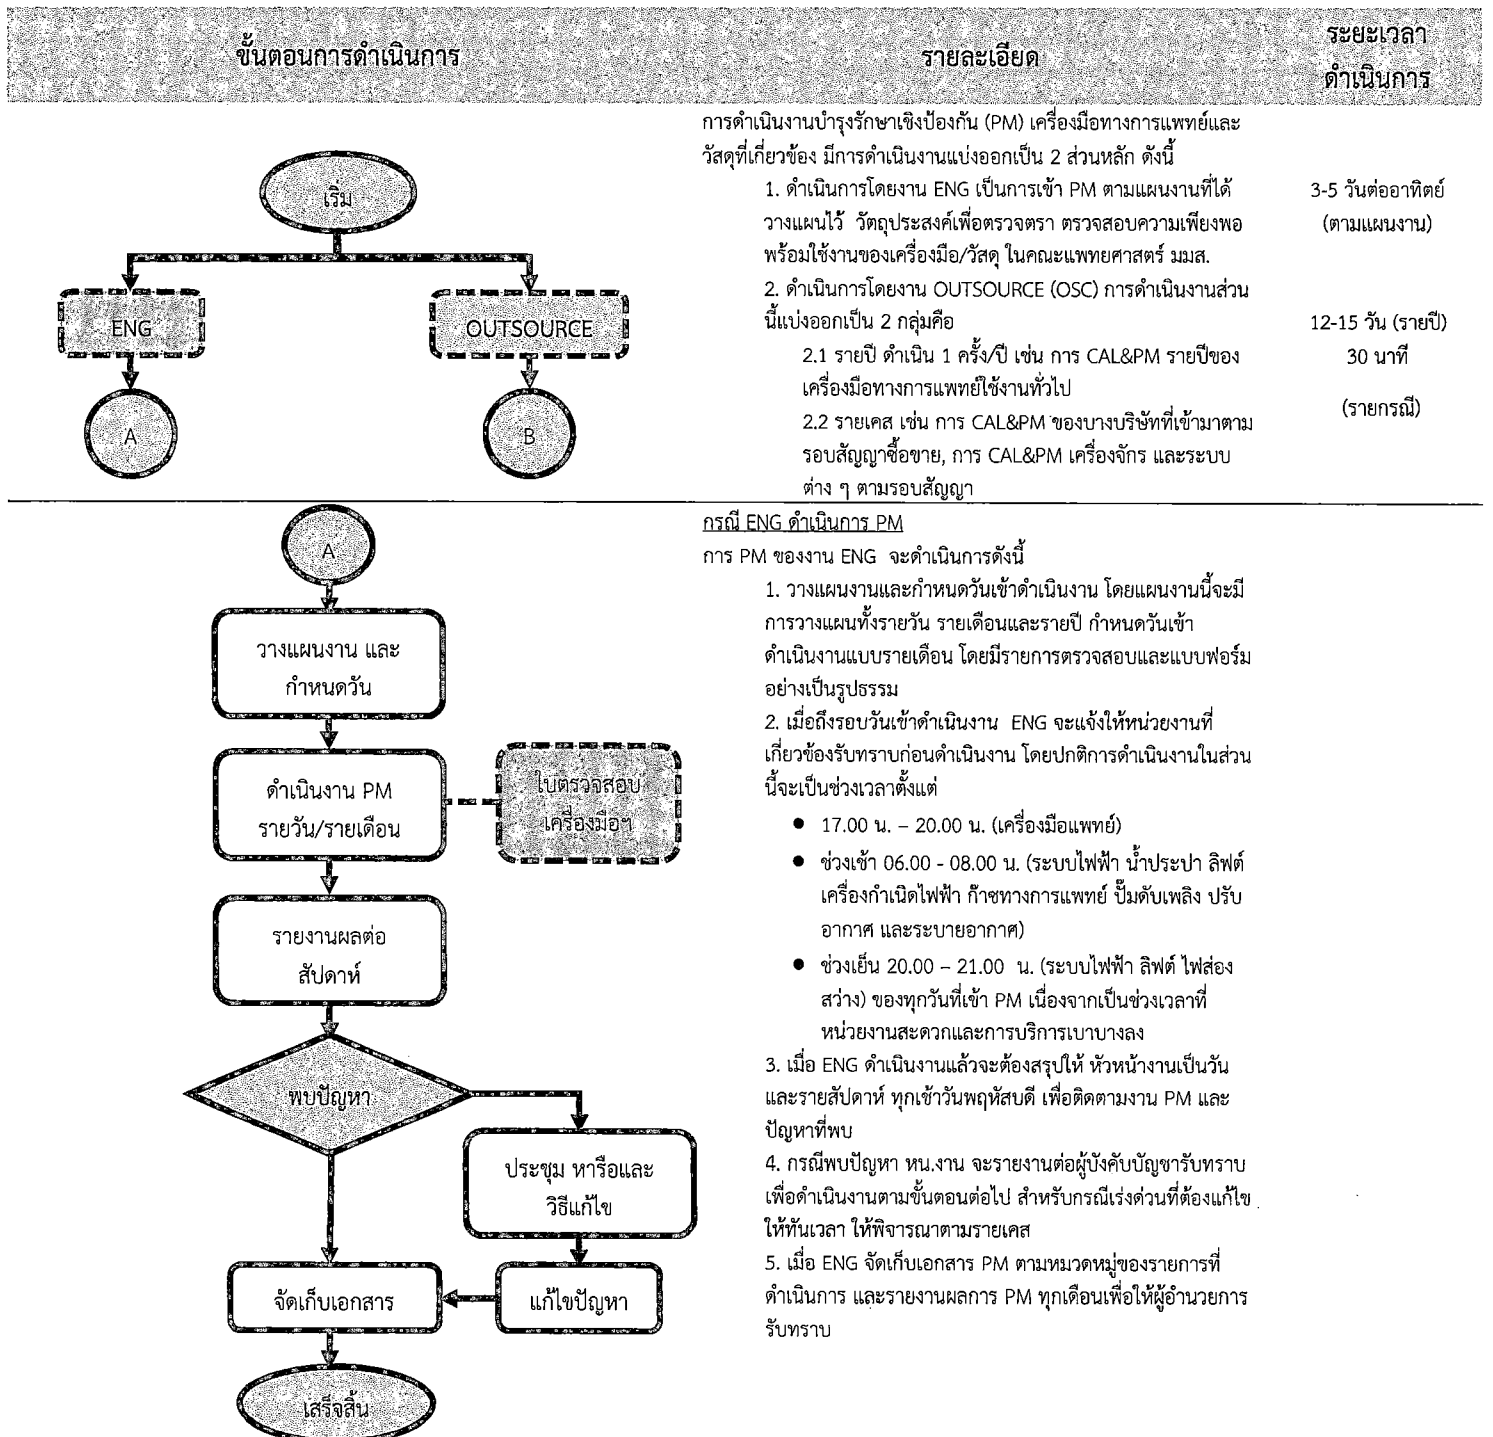 ขั้นตอนการดำเนินการ
รายละเอียด
ระยะเวลา
ดำเนินการ
เริ่ม
ENG
OUTSOURCE
A
B
การดำเนินงานบำรุงรักษาเชิงป้องกัน (PM) เครื่องมือทางการแพทย์และ
วัสดุที่เกี่ยวข้อง มีการดำเนินงานแบ่งออกเป็น 2 ส่วนหลัก ดังนี้
1. ดำเนินการโดยงาน ENG เป็นการเข้า PM ตามแผนงานที่ได้
วางแผนไว้ วัตถุประสงค์เพื่อตรวจตรา ตรวจสอบความเพียงพอ
พร้อมใช้งานของเครื่องมือ/วัสดุ ในคณะแพทยศาสตร์ มมส.
2. ดำเนินการโดยงาน OUTSOURCE (OSC) การดำเนินงานส่วน
นี้แบ่งออกเป็น 2 กลุ่มคือ
2.1 รายปี ดำเนิน 1 ครั้ง/ปี เช่น การ CAL&PM รายปีของ
เครื่องมือทางการแพทย์ใช้งานทั่วไป
2.2 รายเคส เช่น การ CAL&PM ของบางบริษัทที่เข้ามาตาม
รอบสัญญาซื้อขาย, การ CAL&PM เครื่องจักร และระบบ
ต่าง ๆ ตามรอบสัญญา
3-5 วันต่ออาทิตย์
(ตามแผนงาน)
12-15 วัน (รายปี)
30 นาที
(รายกรณี)
A
วางแผนงาน และ
กำหนดวัน
ดำเนินงาน PM
รายวัน/รายเดือน
ใบตรวจสอบ
เครื่องมือฯ
รายงานผลต่อ
สัปดาห์
พบปัญหา
ประชุม หารือและ
วิธีแก้ไข
จัดเก็บเอกสาร
แก้ไขปัญหา
เสร็จสิ้น
กรณี ENG ดำเนินการ PM
การ PM ของงาน ENG จะดำเนินการดังนี้
1. วางแผนงานและกำหนดวันเข้าดำเนินงาน โดยแผนงานนี้จะมี
การวางแผนทั้งรายวัน รายเดือนและรายปี กำหนดวันเข้า
ดำเนินงานแบบรายเดือน โดยมีรายการตรวจสอบและแบบฟอร์ม
อย่างเป็นรูปธรรม
2. เมื่อถึงรอบวันเข้าดำเนินงาน ENG จะแจ้งให้หน่วยงานที่
เกี่ยวข้องรับทราบก่อนดำเนินงาน โดยปกติการดำเนินงานในส่วน
นี้จะเป็นช่วงเวลาตั้งแต่
● 17.00 น. – 20.00 น. (เครื่องมือแพทย์)
● ช่วงเช้า 06.00 - 08.00 น. (ระบบไฟฟ้า น้ำประปา ลิฟต์
เครื่องกำเนิดไฟฟ้า ก๊าซทางการแพทย์ ปั๊มดับเพลิง ปรับ
อากาศ และระบายอากาศ)
● ช่วงเย็น 20.00 – 21.00 น. (ระบบไฟฟ้า ลิฟต์ ไฟส่อง
สว่าง) ของทุกวันที่เข้า PM เนื่องจากเป็นช่วงเวลาที่
หน่วยงานสะดวกและการบริการเบาบางลง
3. เมื่อ ENG ดำเนินงานแล้วจะต้องสรุปให้ หัวหน้างานเป็นวัน
และรายสัปดาห์ ทุกเช้าวันพฤหัสบดี เพื่อติดตามงาน PM และ
ปัญหาที่พบ
4. กรณีพบปัญหา หน.งาน จะรายงานต่อผู้บังคับบัญชารับทราบ
เพื่อดำเนินงานตามขั้นตอนต่อไป สำหรับกรณีเร่งด่วนที่ต้องแก้ไข
ให้ทันเวลา ให้พิจารณาตามรายเคส
5. เมื่อ ENG จัดเก็บเอกสาร PM ตามหมวดหมู่ของรายการที่
ดำเนินการ และรายงานผลการ PM ทุกเดือนเพื่อให้ผู้อำนวยการ
รับทราบ